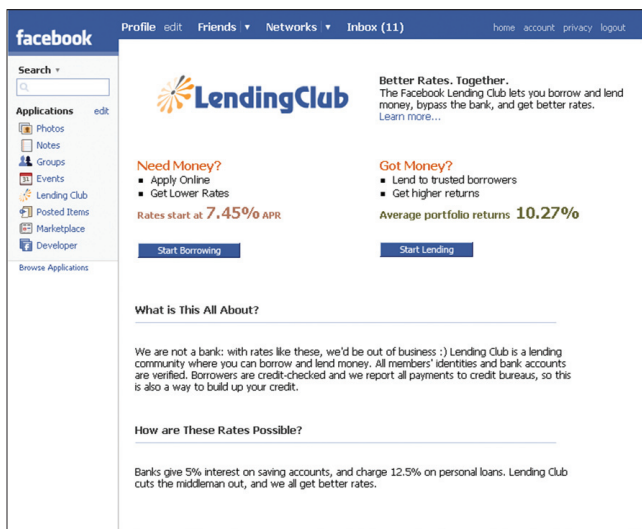 facebook
Profile edit Friends ▾ Networks ▾ Inbox (11)
home account privacy logout
Search ▾
Applications edit
Photos
Notes
Groups
31 Events
Lending Club
Posted Items
Marketplace
Developer
Browse Applications
LendingClub
Better Rates. Together.
The Facebook Lending Club lets you borrow and lend
money, bypass the bank, and get better rates.
Learn more...
Need Money?
▪ Apply Online
▪ Get Lower Rates
Rates start at 7.45% APR
Start Borrowing
Got Money?
▪ Lend to trusted borrowers
▪ Get higher returns
Average portfolio returns 10.27%
Start Lending
What is This All About?
We are not a bank: with rates like these, we'd be out of business :) Lending Club is a lending
community where you can borrow and lend money. All members' identities and bank accounts
are verified. Borrowers are credit-checked and we report all payments to credit bureaus, so this
is also a way to build up your credit.
How are These Rates Possible?
Banks give 5% interest on saving accounts, and charge 12.5% on personal loans. Lending Club
cuts the middleman out, and we all get better rates.